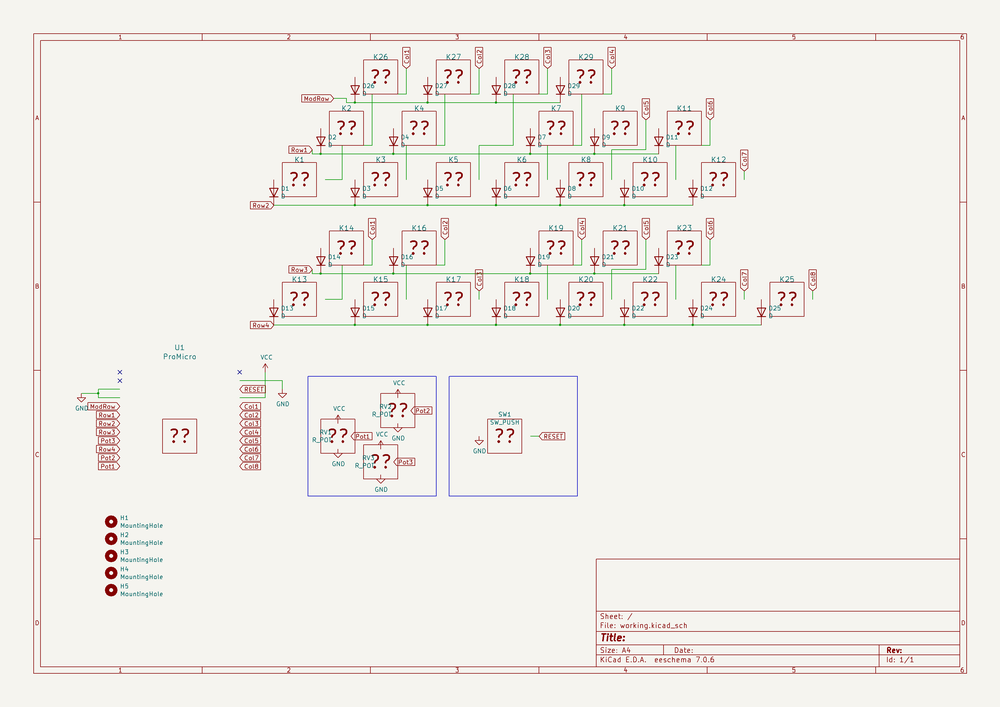 1 2 3 4 5 6
Col1 Col2 Col3 Col4
K26 K27 K28 K29
?? ?? ?? ??
D26 D27 D28 D29
D D D D
ModRow
Col5 Col6
K2 K4 K7 K9 K11
A ?? ?? ?? ?? ?? A
D2 D4 D7 D9 D11
D D D D D
Row1
Col7
K1 K3 K5 K6 K8 K10 K12
?? ?? ?? ?? ?? ?? ??
D1 D3 D5 D6 D8 D10 D12
D D D D D D D
Row2
Col1 Col2 Col4 Col5 Col6
K14 K16 K19 K21 K23
?? ?? ?? ?? ??
D14 D16 D19 D21 D23
D D D D D
Row3
Col3 Col7 Col8
K13 K15 K17 K18 K20 K22 K24 K25
B ?? ?? ?? ?? ?? ?? ?? ?? B
D13 D15 D17 D18 D20 D22 D24 D25
D D D D D D D D
Row4
U1
ProMicro
VCC
RESET
GND
GND
ModRow Col1
Row1 Col2
Row2 Col3
Row3 Col4
Pot3 Col5
Row4 Col6
Pot2 Col7
Pot1 Col8
??
VCC
RV2
R_POT
??
Pot2
GND
VCC
RV1
R_POT
??
Pot1
GND
VCC
RV3
R_POT
??
Pot3
GND
SW1
SW_PUSH
??
RESET
GND
C C
H1
MountingHole
H2
MountingHole
H3
MountingHole
H4
MountingHole
H5
MountingHole
D D
Sheet: /
File: working.kicad_sch
Title:
Size: A4 Date: Rev:
KiCad E.D.A. eeschema 7.0.6 Id: 1/1
1 2 3 4 5 6